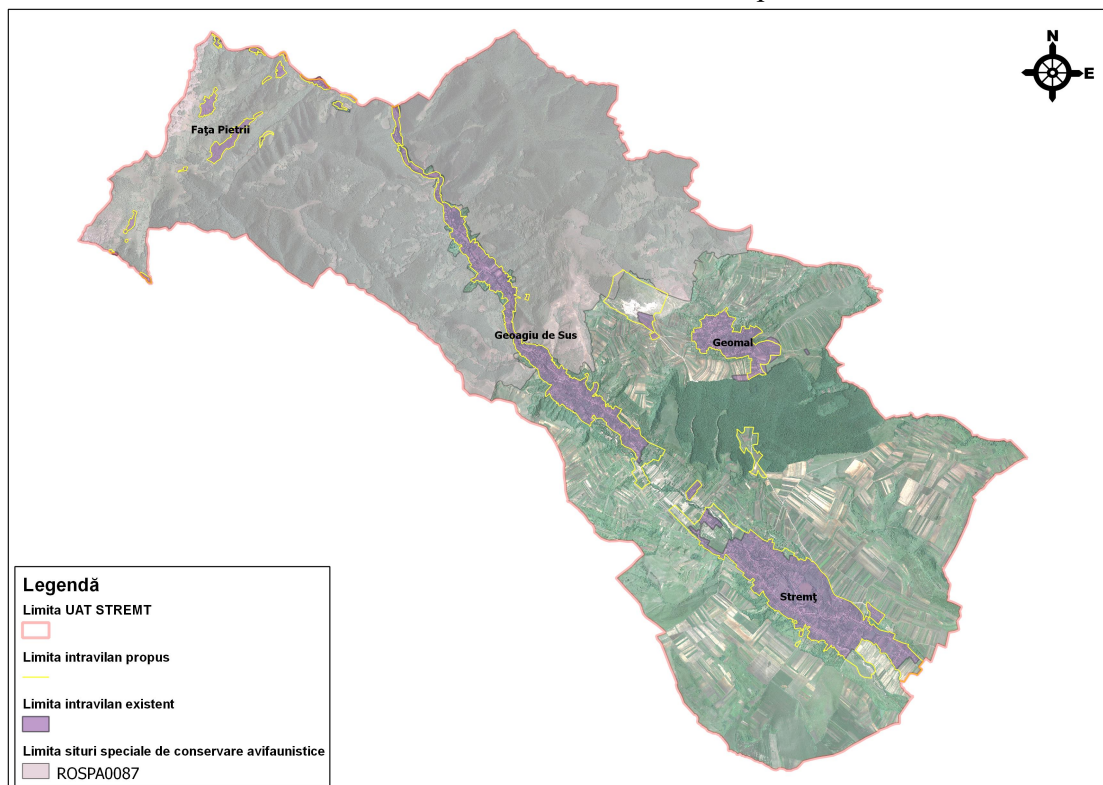 N
E
Faţa Pietrii
Geoagiu de Sus
Geomal
Stremţ
Legendă
Limita UAT STREMT
Limita intravilan propus
Limita intravilan existent
Limita situri speciale de conservare avifaunistice
ROSPA0087